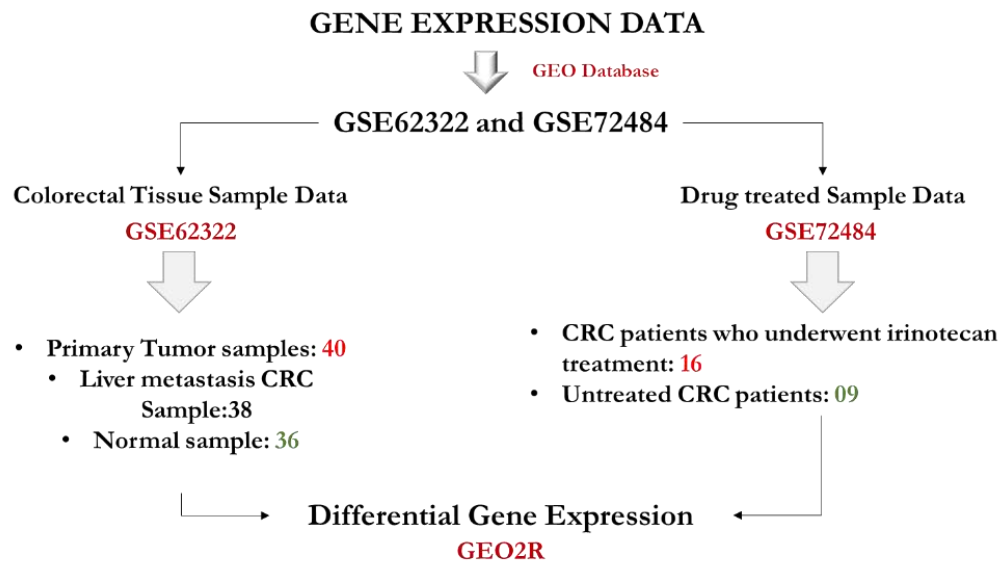 GENE EXPRESSION DATA
GEO Database
GSE62322 and GSE72484
Colorectal Tissue Sample Data
GSE62322
• Primary Tumor samples: 40
• Liver metastasis CRC
Sample:38
• Normal sample: 36
Drug treated Sample Data
GSE72484
• CRC patients who underwent irinotecan
treatment: 16
• Untreated CRC patients: 09
Differential Gene Expression
GEO2R